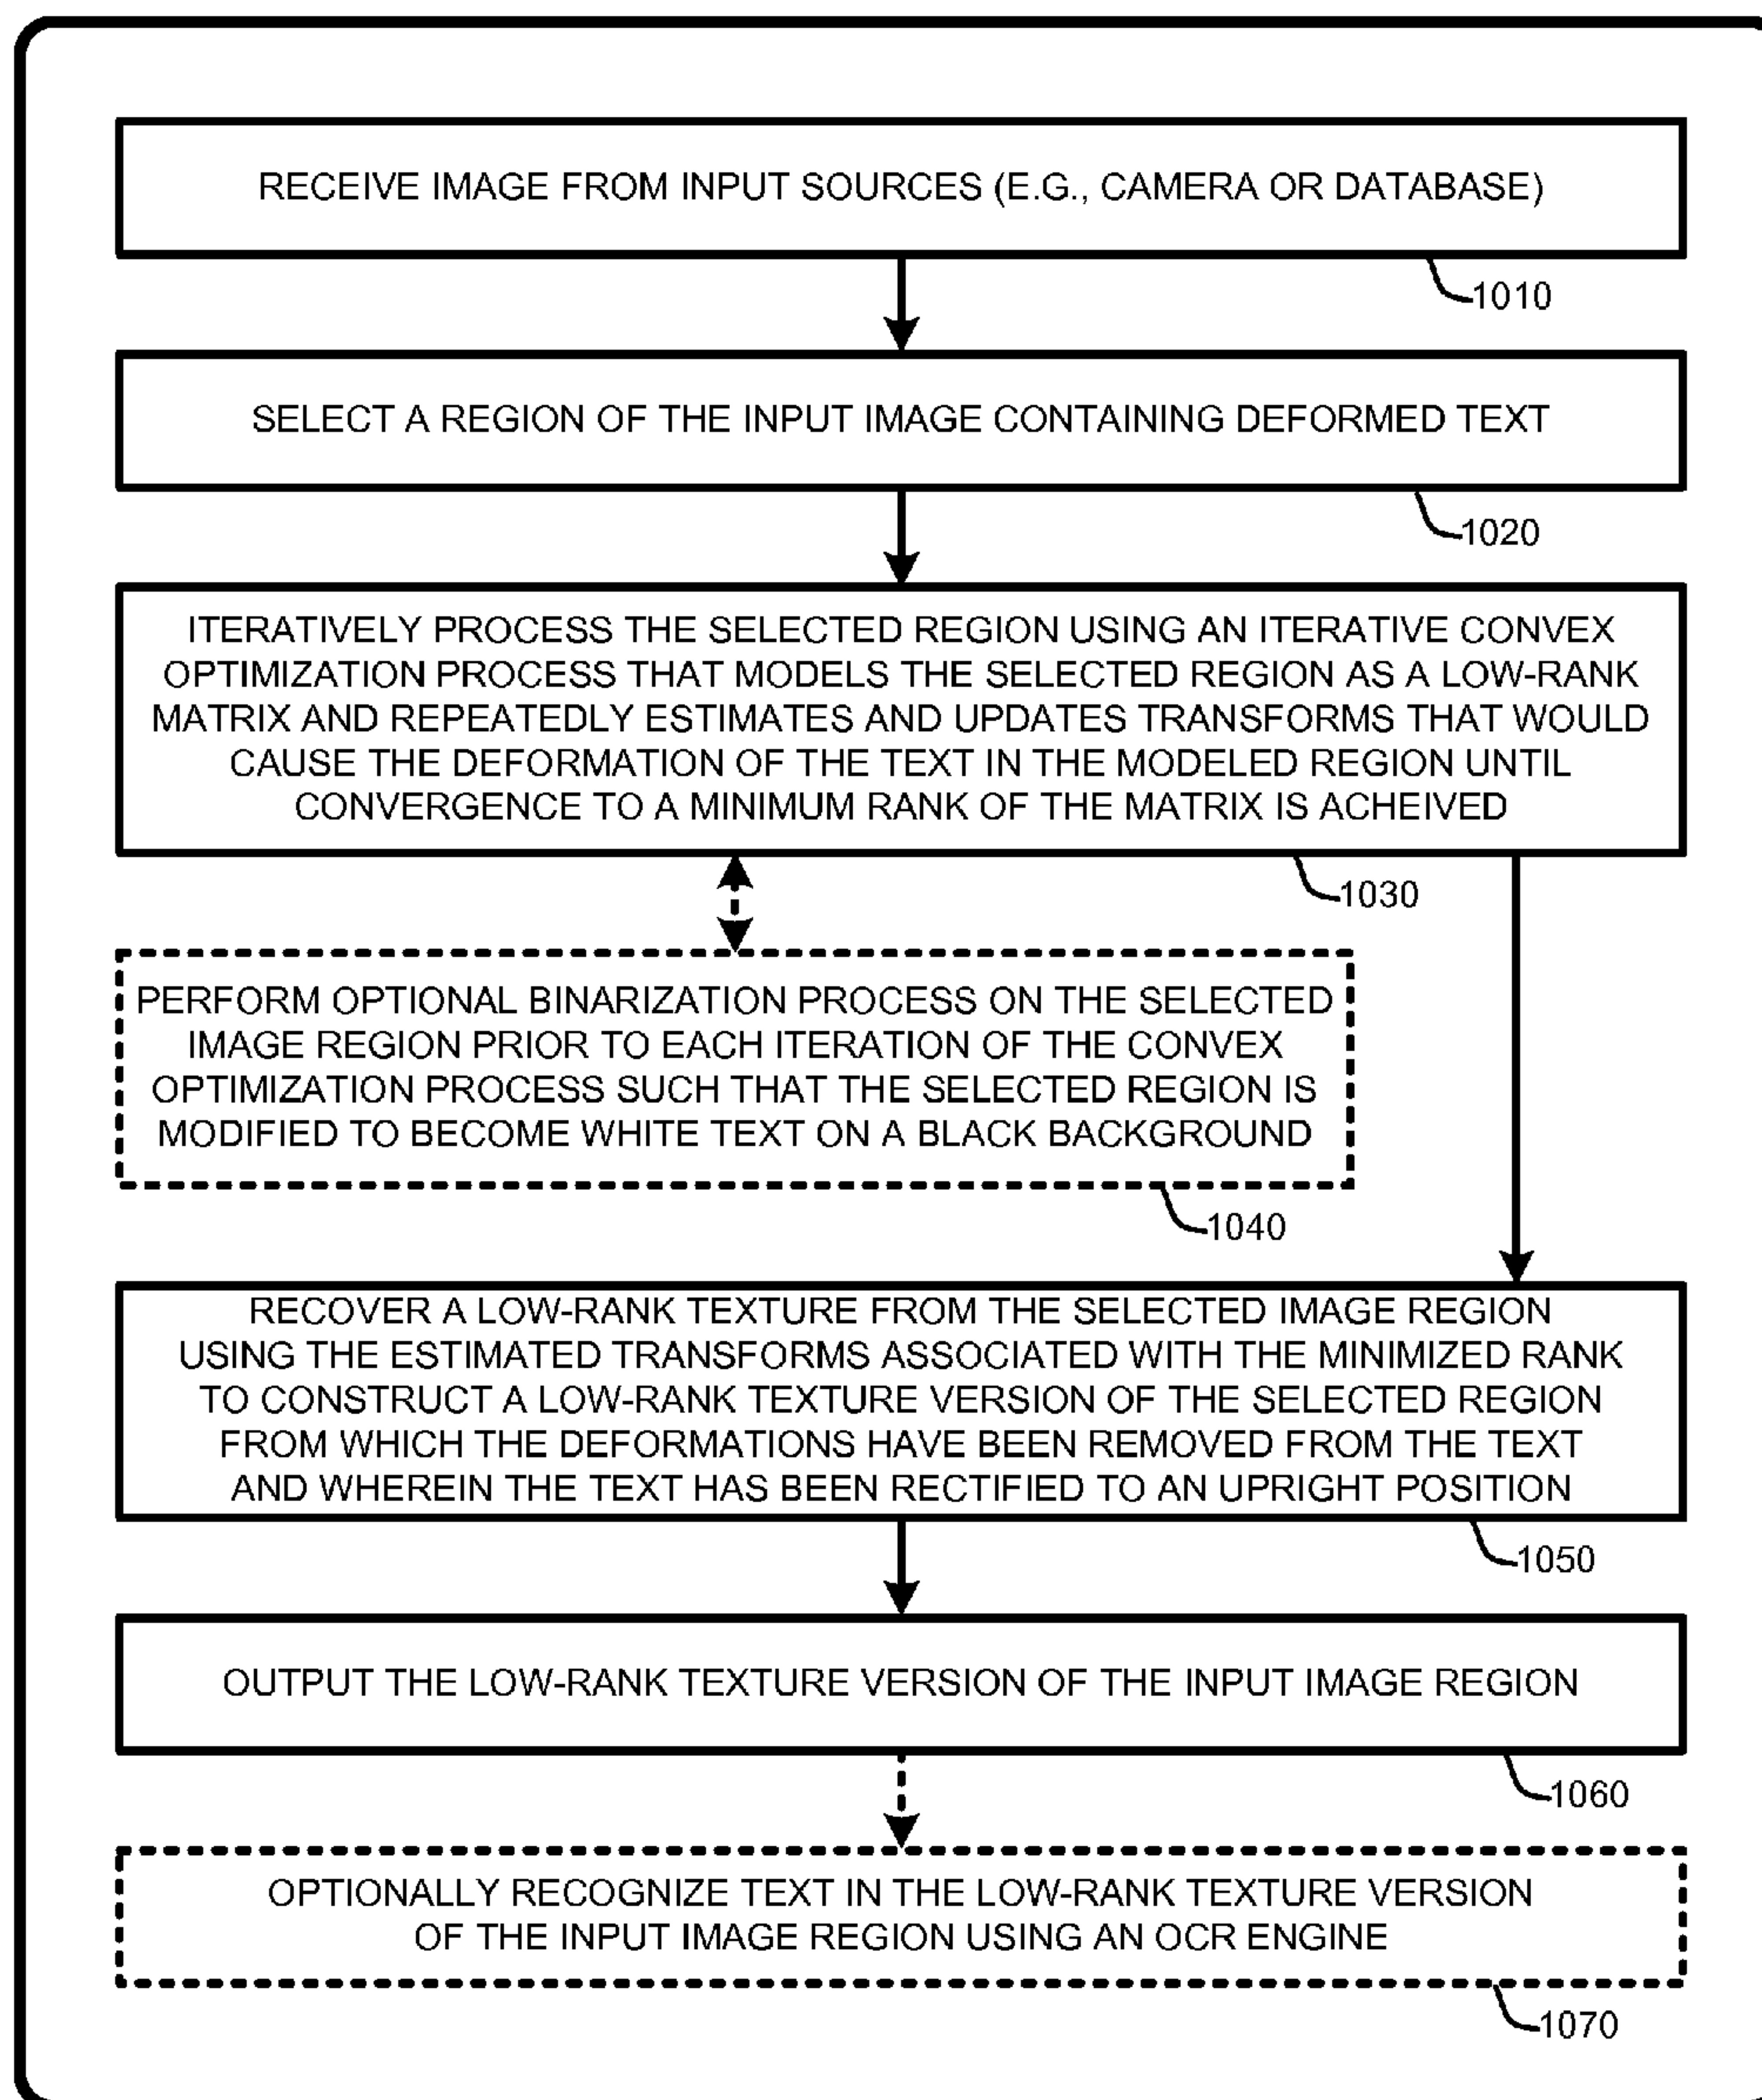 RECEIVE IMAGE FROM INPUT SOURCES (E.G., CAMERA OR DATABASE)
1010
SELECT A REGION OF THE INPUT IMAGE CONTAINING DEFORMED TEXT
1020
ITERATIVELY PROCESS THE SELECTED REGION USING AN ITERATIVE CONVEX
OPTIMIZATION PROCESS THAT MODELS THE SELECTED REGION AS A LOW-RANK
MATRIX AND REPEATEDLY ESTIMATES AND UPDATES TRANSFORMS THAT WOULD
CAUSE THE DEFORMATION OF THE TEXT IN THE MODELED REGION UNTIL
CONVERGENCE TO A MINIMUM RANK OF THE MATRIX IS ACHEIVED
1030
PERFORM OPTIONAL BINARIZATION PROCESS ON THE SELECTED
IMAGE REGION PRIOR TO EACH ITERATION OF THE CONVEX
OPTIMIZATION PROCESS SUCH THAT THE SELECTED REGION IS
MODIFIED TO BECOME WHITE TEXT ON A BLACK BACKGROUND
1040
RECOVER A LOW-RANK TEXTURE FROM THE SELECTED IMAGE REGION
USING THE ESTIMATED TRANSFORMS ASSOCIATED WITH THE MINIMIZED RANK
TO CONSTRUCT A LOW-RANK TEXTURE VERSION OF THE SELECTED REGION
FROM WHICH THE DEFORMATIONS HAVE BEEN REMOVED FROM THE TEXT
AND WHEREIN THE TEXT HAS BEEN RECTIFIED TO AN UPRIGHT POSITION
1050
OUTPUT THE LOW-RANK TEXTURE VERSION OF THE INPUT IMAGE REGION
1060
OPTIONALLY RECOGNIZE TEXT IN THE LOW-RANK TEXTURE VERSION
OF THE INPUT IMAGE REGION USING AN OCR ENGINE
1070